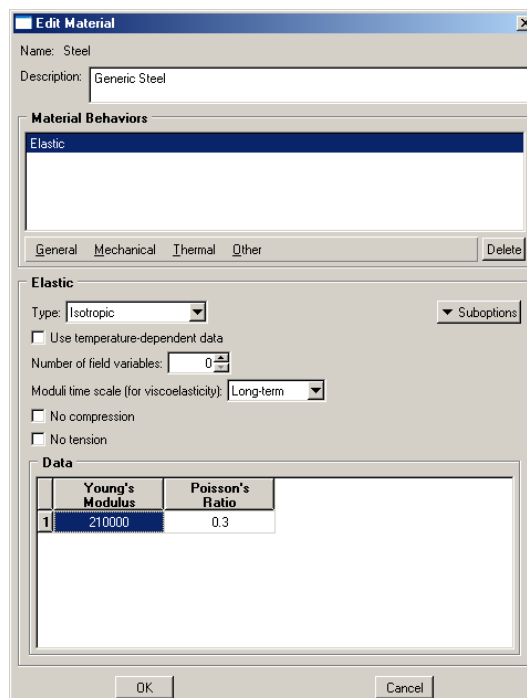 Edit Material
Name: Steel
Description: Generic Steel
Material Behaviors
Elastic
General Mechanical Thermal Other Delete
Elastic
Type: Isotropic Suboptions
Use temperature-dependent data
Number of field variables: 0
Moduli time scale (for viscoelasticity): Long-term
No compression
No tension
Data
Young's Poisson's
Modulus Ratio
1 210000 0.3
OK Cancel